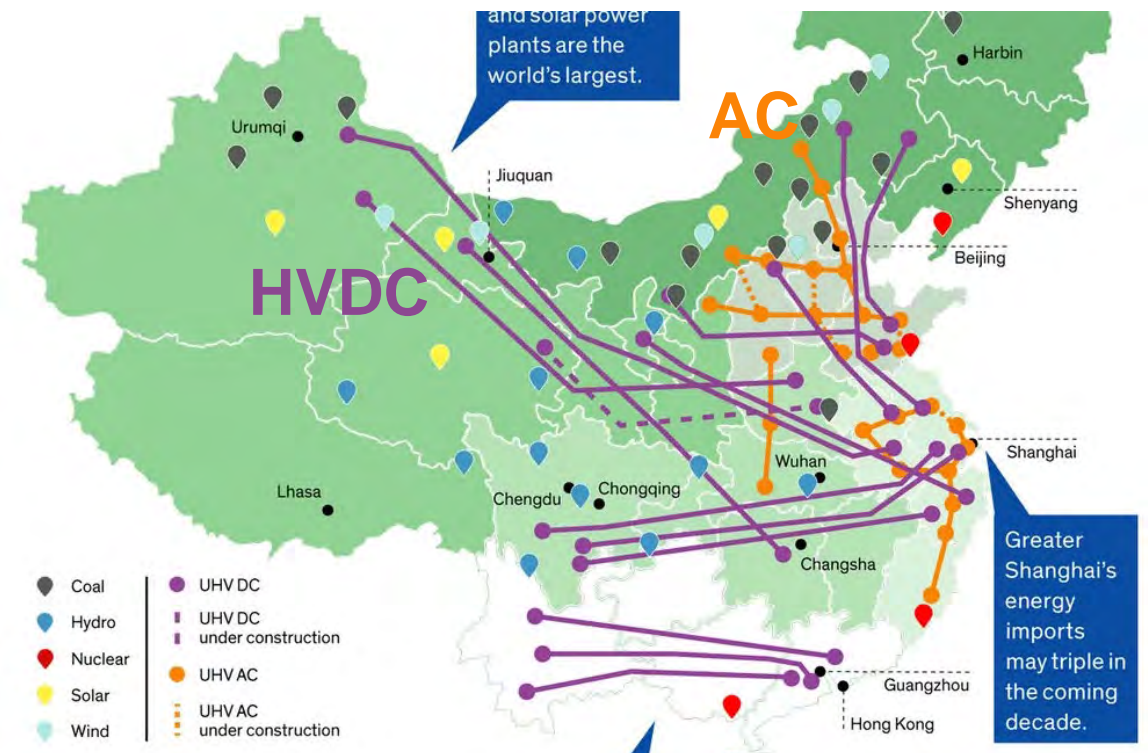 and solar power
plants are the
world's largest.
Harbin
AC
Urumqi
Jiuquan
Shenyang
Beijing
HVDC
Shanghai
Wuhan
Lhasa
Chengdu
Chongqing
Changsha
Greater
Shanghai's
energy
imports
may triple in
the coming
decade.
Guangzhou
Hong Kong
Coal
Hydro
Nuclear
Solar
Wind
UHV DC
UHV DC
under construction
UHV AC
UHV AC
under construction